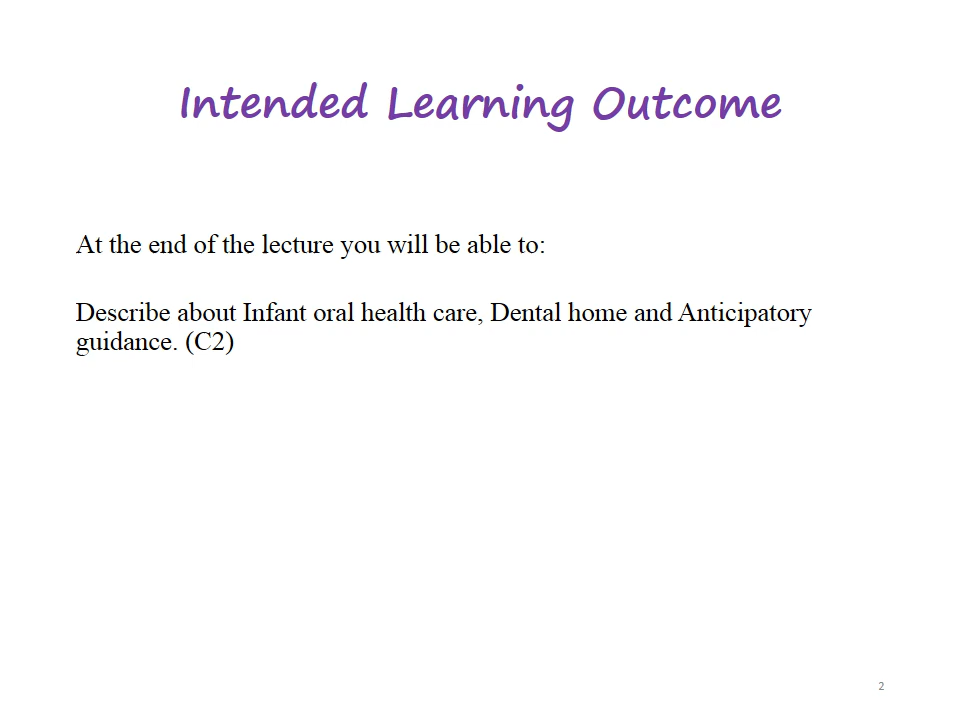 Intended Learning Outcome
At the end of the lecture you will be able to:
Describe about Infant oral health care, Dental home and Anticipatory
guidance. (C2)
2